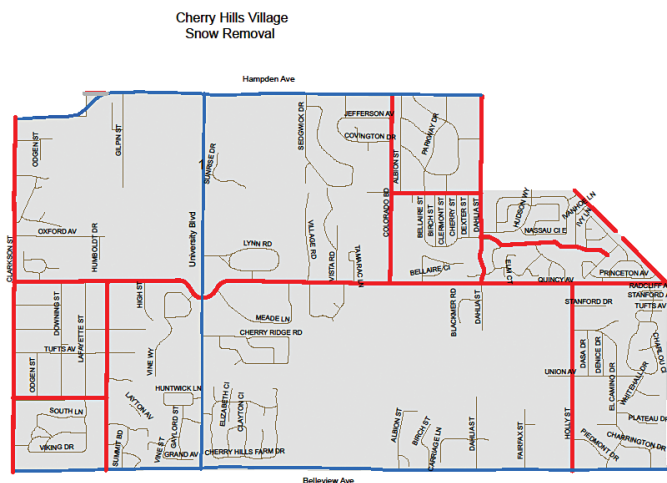 Cherry Hills Village
Snow Removal
Hampden Ave
ODGEN ST
GILPIN ST
SUNRISE DR
SEDGWICK DR
JEFFERSON AV
COVINGTON DR
ALBION ST
PARKWAY DR
COLORADO BD
BELLAIRE ST
BIRCH ST
CLERMONT ST
CHERRY ST
DEXTER ST
DAHLIA ST
HUDSON WY
NASSAU CI E
IVANHOE LN
IVY LN
CLARKSON ST
OXFORD AV
HUMBOLDT DR
University Blvd
LYNN RD
VILLAGE RD
VISTA RD
TAMARAC LN
BELLAIRE CI
ELM CT
QUINCY AV
PRINCETON AV
RADCLIFF A
STANFORD A
TUFTS AV
STANFORD DR
DOWNING ST
LAFAYETTE ST
HIGH ST
MEADE LN
CHERRY RIDGE RD
BLACKMER RD
DAHLIA ST
TUFTS AV
ODGEN ST
VINE WY
HUNTWICK LN
UNION AV
DASA DR
DENICE DR
EL CAMINO DR
WHITEHALL DR
CHARLOU CI
SOUTH LN
VIKING DR
LAYTON AV
SUMMIT BD
VINE ST
GAYLORD ST
GRAND AV
ELIZABETH CI
CLAYTON CI
CHERRY HILLS FARM DR
ALBION ST
BIRCH ST
CARRIAGE LN
DAHLIA ST
FAIRFAX ST
HOLLY ST
PIEDMONT DR
PLATEAU DR
CHARRINGTON DR
Belleview Ave